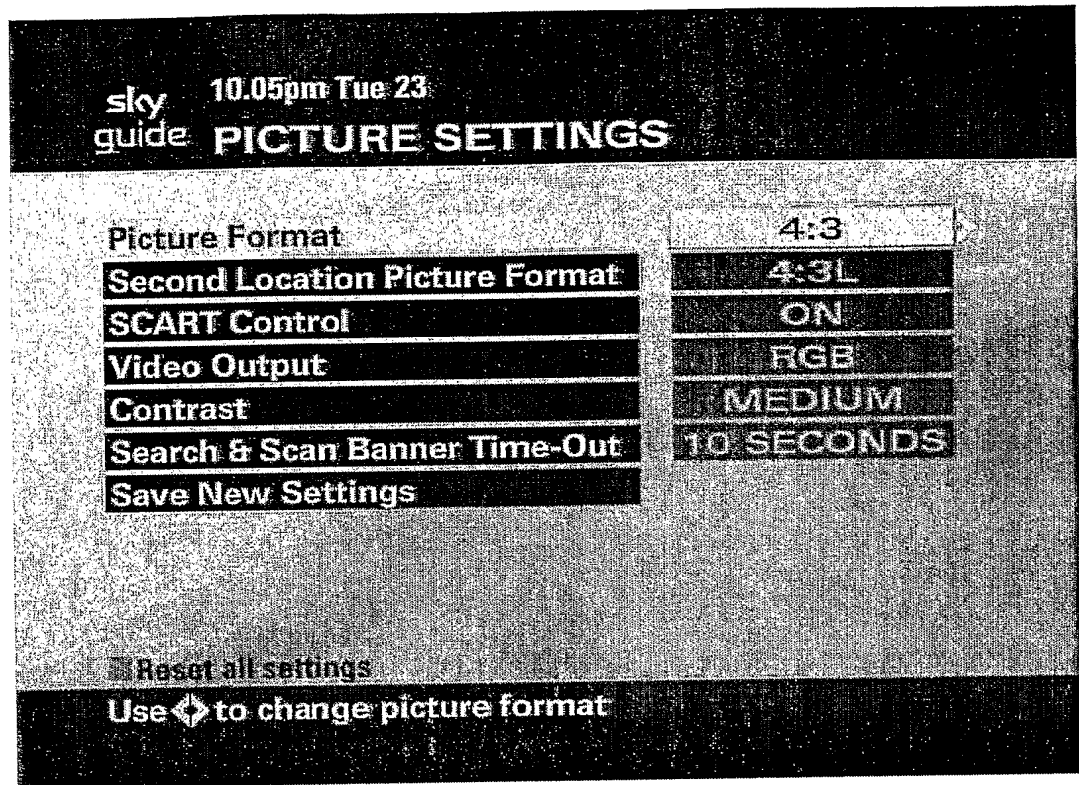 sky guide 10.05pm Tue 23
PICTURE SETTINGS
Picture Format 4:3
Second Location Picture Format 4:3L
SCART Control ON
Video Output RGB
Contrast MEDIUM
Search & Scan Banner Time-Out 10 SECONDS
Save New Settings
Reset all settings
Use to change picture format